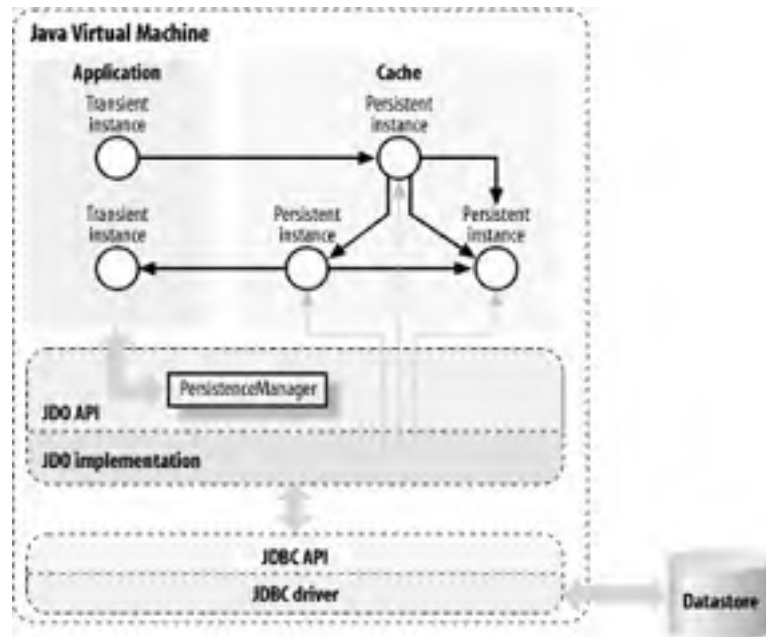 Java Virtual Machine
Application
Cache
Transient
instance
Persistent
instance
Transient
instance
Persistent
instance
Persistent
instance
PersistenceManager
JDO API
JDO implementation
JDBC API
JDBC driver
Datastore